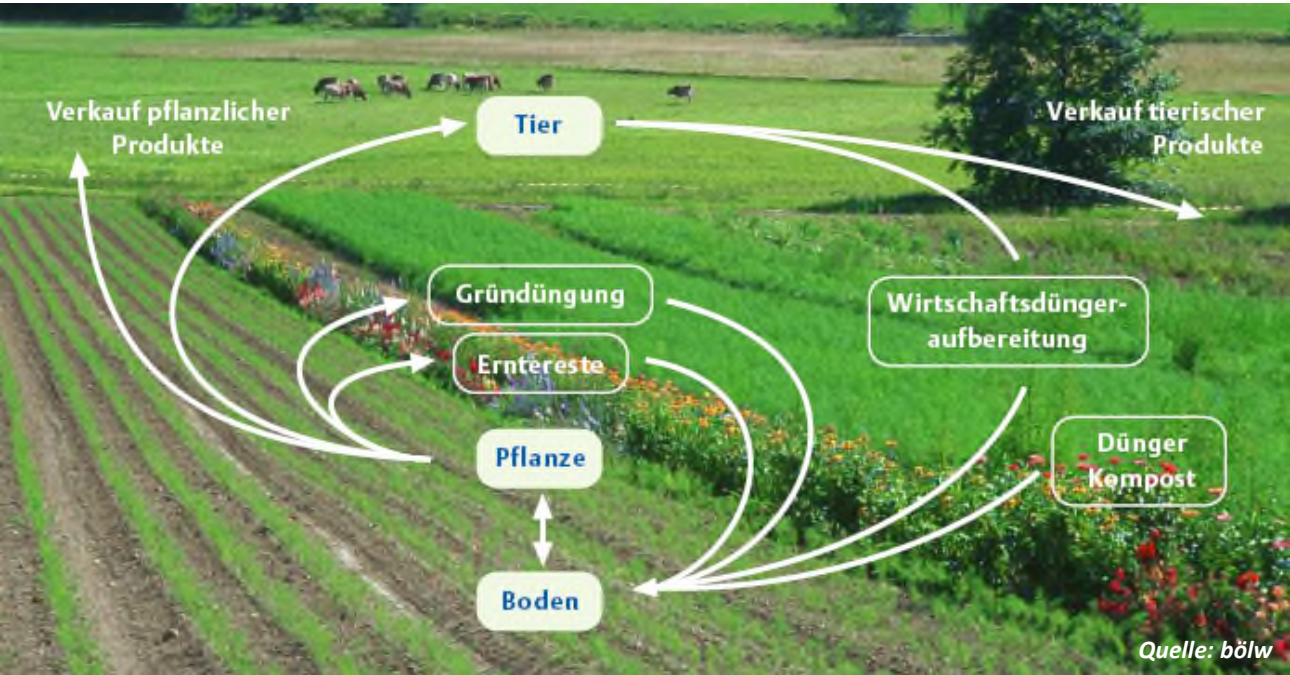 Verkauf pflanzlicher
Produkte
Tier
Verkauf tierischer
Produkte
Gründüngung
Erntereste
Wirtschaftsdünger-
aufbereitung
Pflanze
Dünger
Kompost
Boden
Quelle: bölw